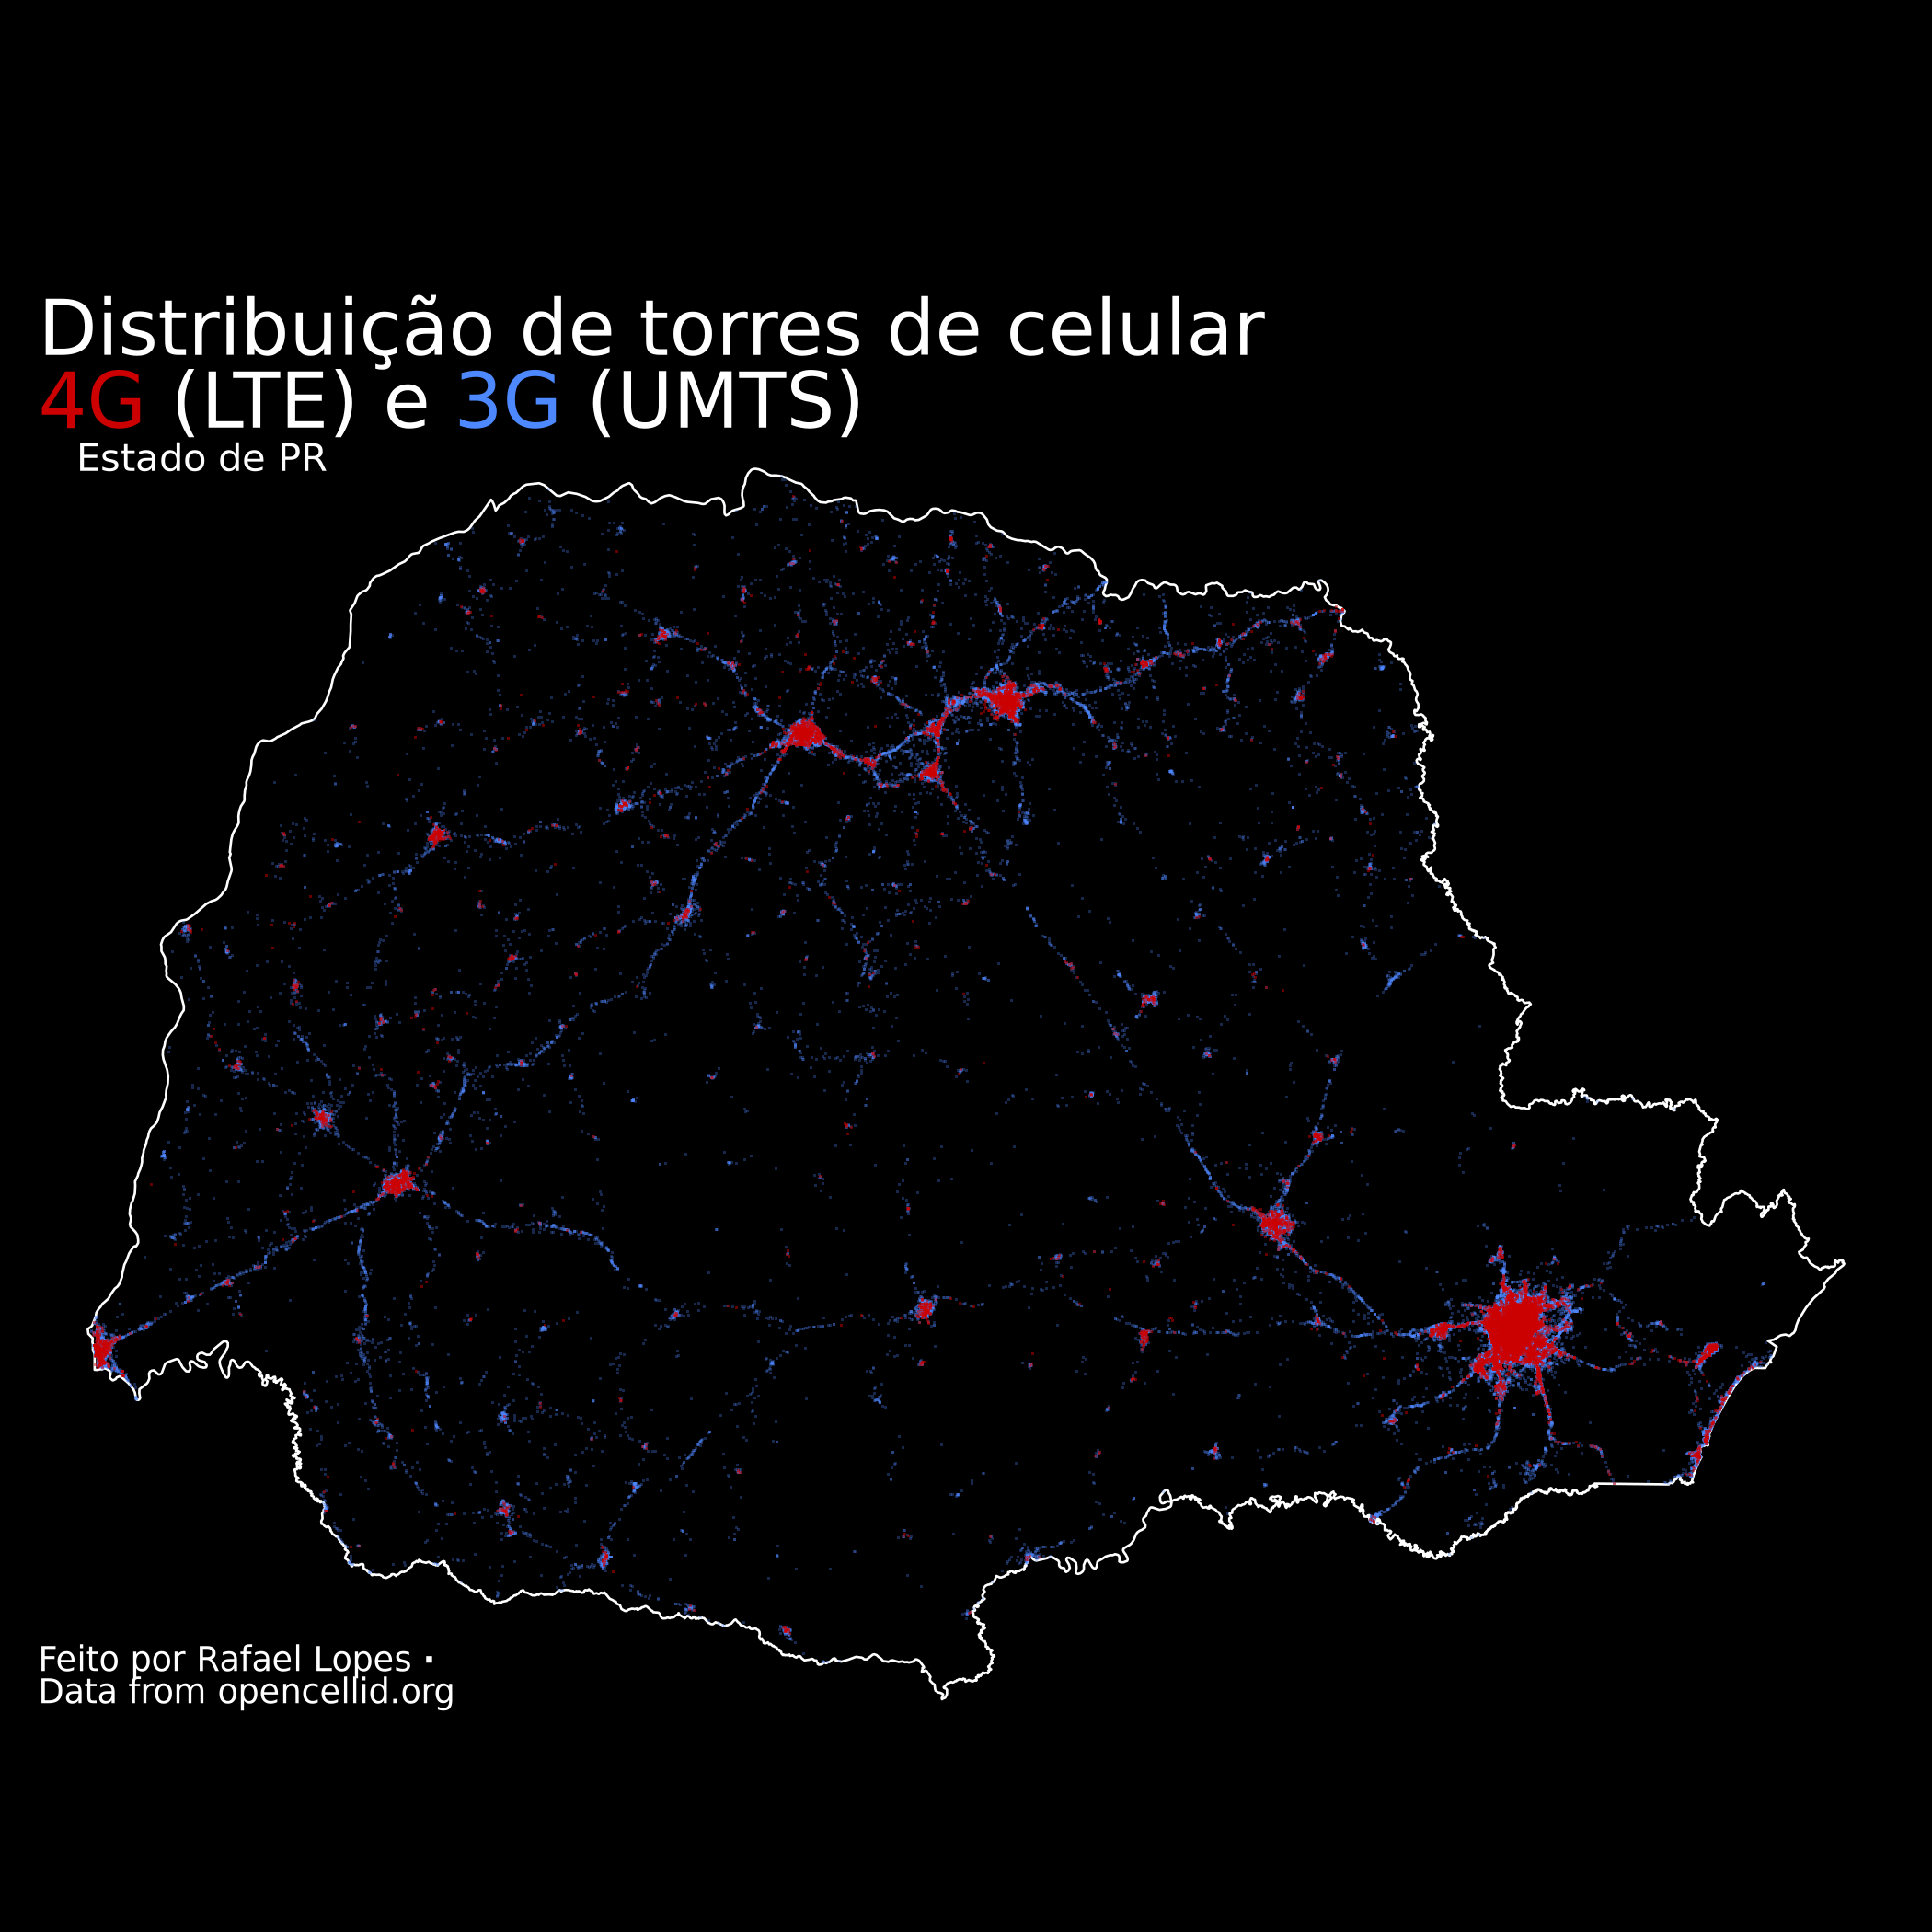 Distribuição de torres de celular
4G (LTE) e 3G (UMTS)
Estado de PR
Feito por Rafael Lopes ·
Data from opencellid.org